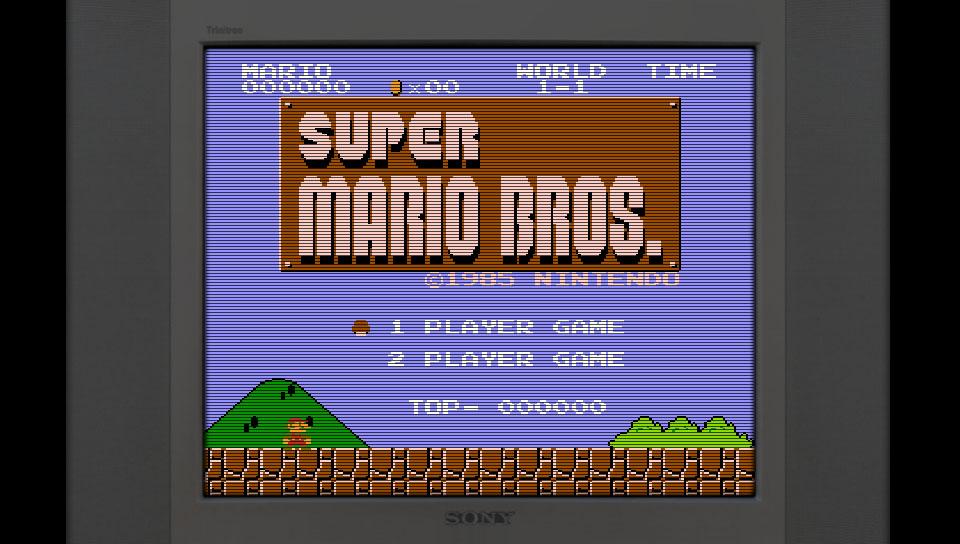 Trinitron
MARIO WORLD TIME
000000 ×00 1-1
SUPER
MARIO BROS.
©1985 NINTENDO
1 PLAYER GAME
2 PLAYER GAME
TOP- 000000
SONY